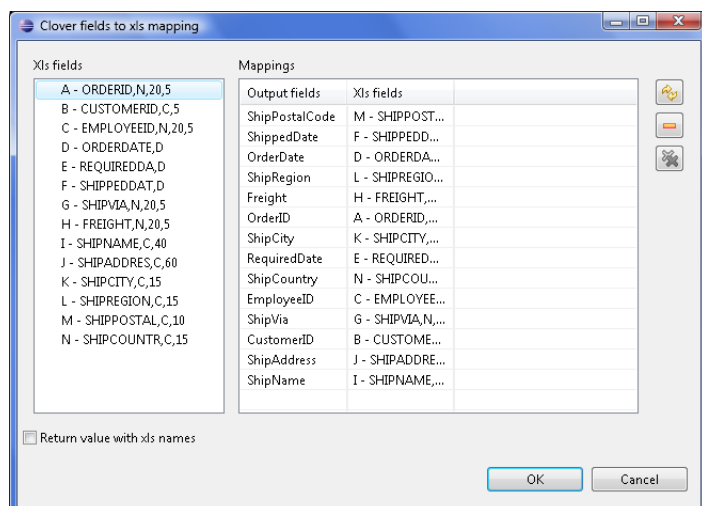 Clover fields to xls mapping
Xls fields
A - ORDERID,N,20,5
B - CUSTOMERID,C,5
C - EMPLOYEEID,N,20,5
D - ORDERDATE,D
E - REQUIREDDA,D
F - SHIPPEDDAT,D
G - SHIPVIA,N,20,5
H - FREIGHT,N,20,5
I - SHIPNAME,C,40
J - SHIPADDRES,C,60
K - SHIPCITY,C,15
L - SHIPREGION,C,15
M - SHIPPOSTAL,C,10
N - SHIPCOUNTR,C,15
Mappings
Output fields Xls fields
ShipPostalCode M - SHIPPOST...
ShippedDate F - SHIPPEDD...
OrderDate D - ORDERDA...
ShipRegion L - SHIPREGIO...
Freight H - FREIGHT,...
OrderID A - ORDERID,...
ShipCity K - SHIPCITY,...
RequiredDate E - REQUIRED...
ShipCountry N - SHIPCOU...
EmployeeID C - EMPLOYEE...
ShipVia G - SHIPVIA,N,...
CustomerID B - CUSTOME...
ShipAddress J - SHIPADDRE...
ShipName I - SHIPNAME,...
Return value with xls names
OK Cancel